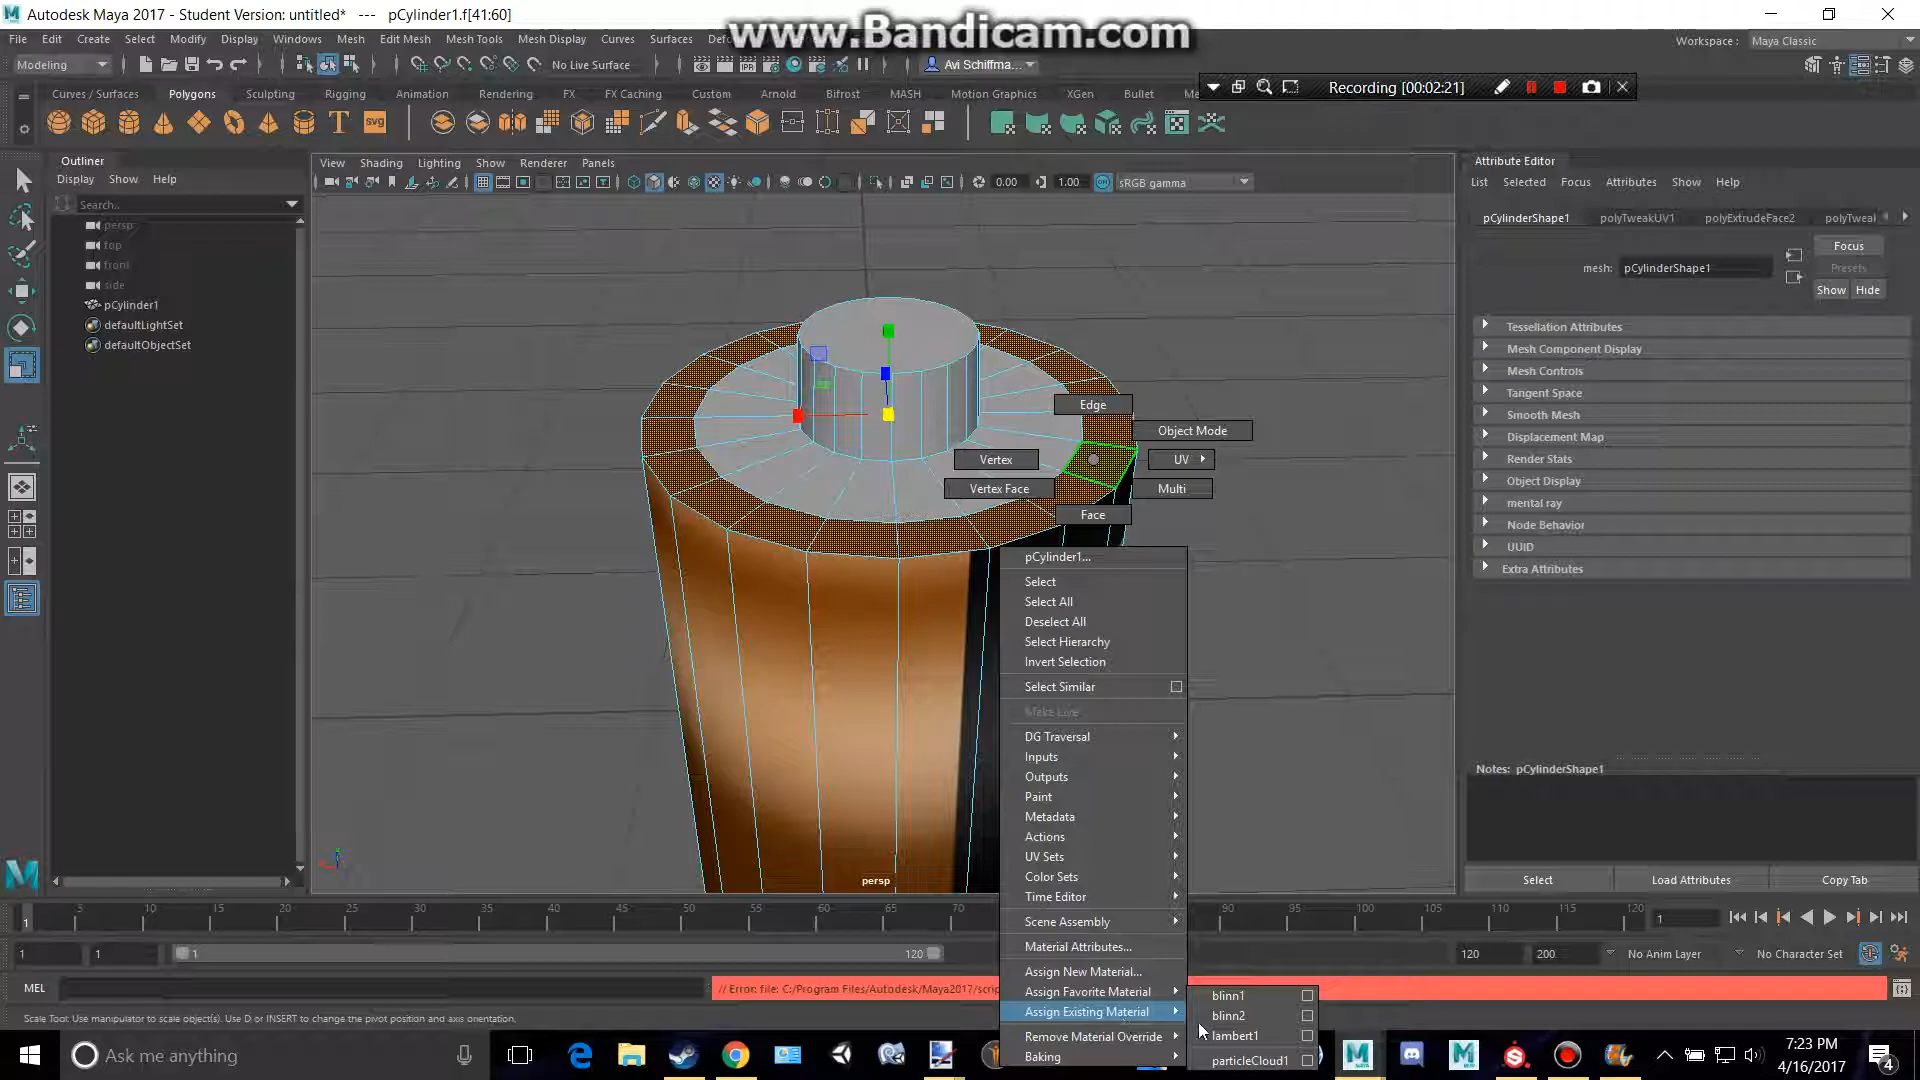 Autodesk Maya 2017 - Student Version: untitled*   ---   pCylinder1.f[41:60]
www.Bandicam.com
File Edit Create Select Modify Display Windows Mesh Edit Mesh Mesh Tools Mesh Display Curves Surfaces
Workspace : Maya Classic
Modeling
No Live Surface
Avi Schiffma...
Recording [00:02:21]
Curves / Surfaces Polygons Sculpting Rigging Animation Rendering FX FX Caching Custom Arnold Bifrost MASH Motion Graphics XGen Bullet
svg
Outliner
Display Show Help
Search..
persp
top
front
side
pCylinder1
defaultLightSet
defaultObjectSet
View Shading Lighting Show Renderer Panels
0.00 1.00 sRGB gamma
Edge
Object Mode
Vertex
UV
Vertex Face
Multi
Face
pCylinder1...
Select
Select All
Deselect All
Select Hierarchy
Invert Selection
Select Similar
Make Live
DG Traversal
Inputs
Outputs
Paint
Metadata
Actions
UV Sets
Color Sets
Time Editor
Scene Assembly
Material Attributes...
Assign New Material...
Assign Favorite Material
Assign Existing Material
Remove Material Override
Baking
blinn1
blinn2
lambert1
particleCloud1
persp
Attribute Editor
List Selected Focus Attributes Show Help
pCylinderShape1 polyTweakUV1 polyExtrudeFace2 polyTweal
Focus
Presets
mesh: pCylinderShape1
Show Hide
Tessellation Attributes
Mesh Component Display
Mesh Controls
Tangent Space
Smooth Mesh
Displacement Map
Render Stats
Object Display
mental ray
Node Behavior
UUID
Extra Attributes
Notes: pCylinderShape1
Select Load Attributes Copy Tab
5 10 15 20 25 30 35 40 45 50 55 60 65 70 90 95 100 105 110 115 120
1 1
1 1 1 120 120 200 No Anim Layer No Character Set
MEL
// Error: file: C:/Program Files/Autodesk/Maya2017/scrip
Scale Tool: Use manipulator to scale object(s). Use D or INSERT to change the pivot position and axis orientation.
Ask me anything
7:23 PM
4/16/2017
4